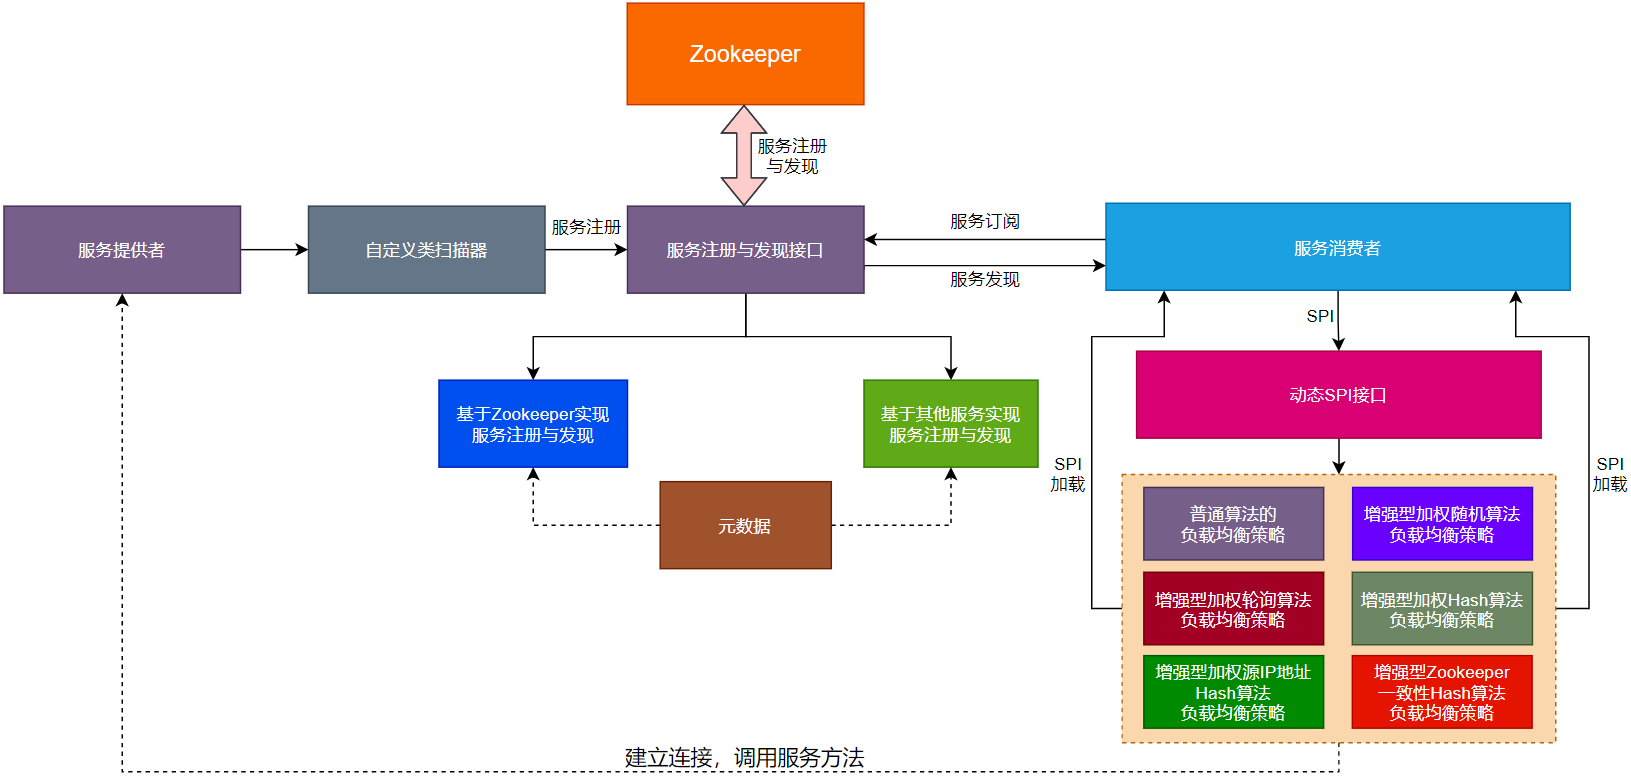 Zookeeper
服务注册
与发现
服务提供者
自定义类扫描器
服务注册
服务注册与发现接口
服务订阅
服务发现
服务消费者
SPI
动态SPI接口
基于Zookeeper实现
服务注册与发现
基于其他服务实现
服务注册与发现
元数据
SPI
加载
SPI
加载
普通算法的
负载均衡策略
增强型加权随机算法
负载均衡策略
增强型加权轮询算法
负载均衡策略
增强型加权Hash算法
负载均衡策略
增强型加权源IP地址
Hash算法
负载均衡策略
增强型Zookeeper
一致性Hash算法
负载均衡策略
建立连接，调用服务方法